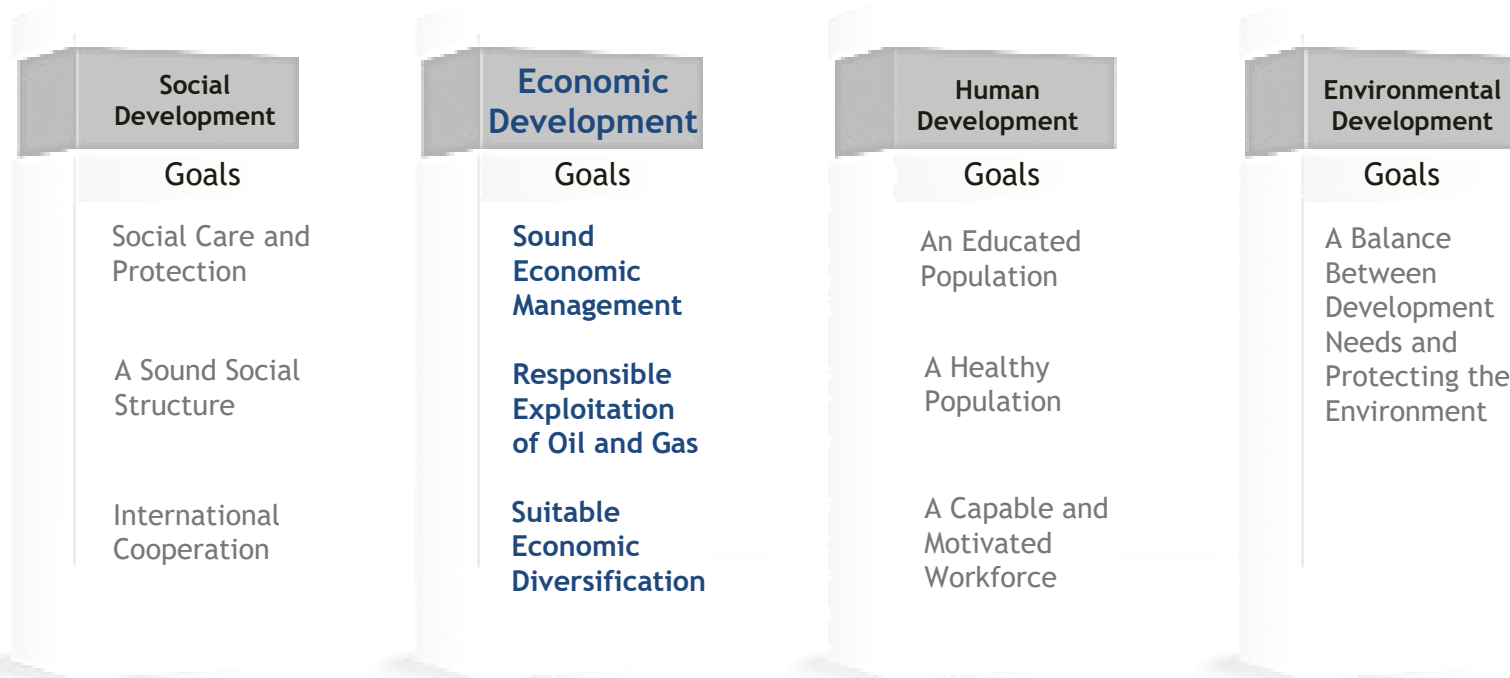 Social
Development
Goals
Social Care and
Protection
A Sound Social
Structure
International
Cooperation
Economic
Development
Goals
Sound
Economic
Management
Responsible
Exploitation
of Oil and Gas
Suitable
Economic
Diversification
Human
Development
Goals
An Educated
Population
A Healthy
Population
A Capable and
Motivated
Workforce
Environmental
Development
Goals
A Balance
Between
Development
Needs and
Protecting the
Environment